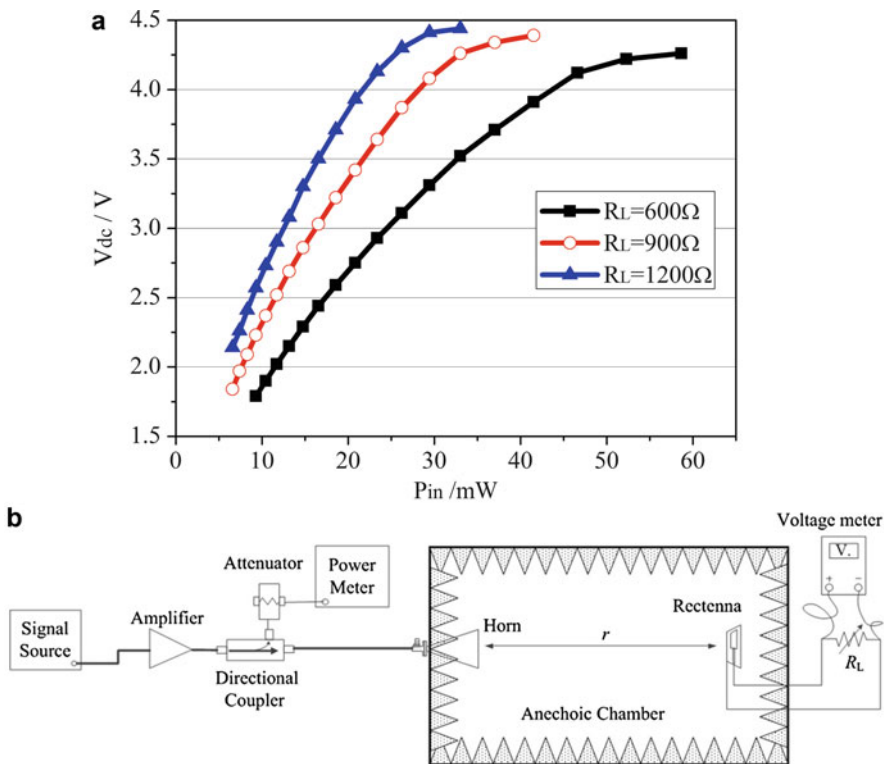 a
4.5
4.0
3.5
3.0
2.5
2.0
1.5
Vdc / V
0 10 20 30 40 50 60
Pin /mW
RL=600Ω
RL=900Ω
RL=1200Ω
b
Signal
Source
Amplifier
Attenuator
Power
Meter
Directional
Coupler
Horn
r
Rectenna
Anechoic Chamber
Voltage meter
V.
+ −
RL